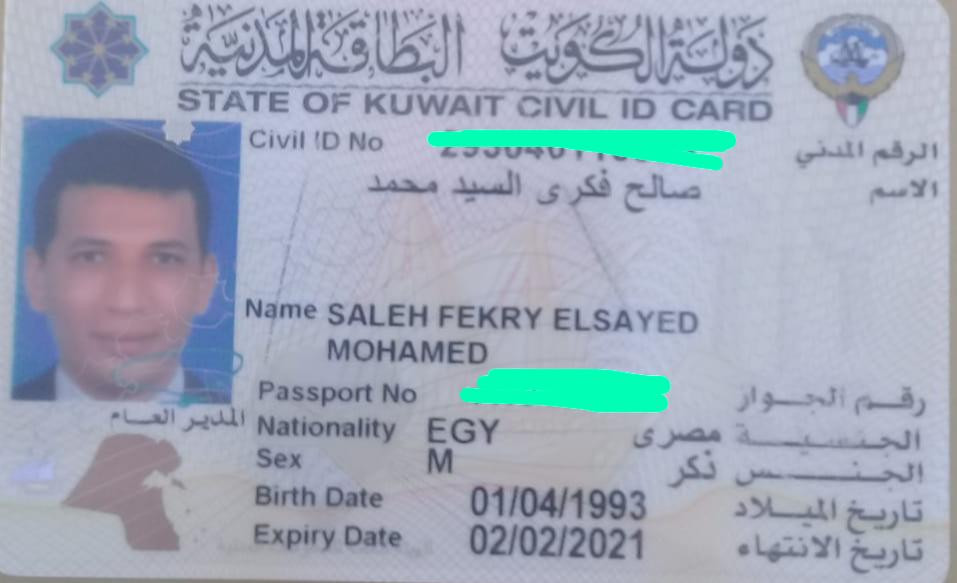 دولة الكويت البطاقة المدنية
STATE OF KUWAIT CIVIL ID CARD
Civil ID No الرقم المدني
صالح فكرى السيد محمد الاسم
Name SALEH FEKRY ELSAYED
MOHAMED
Passport No رقم الجواز
المدير العام
Nationality EGY مصرى الجنسية
Sex M ذكر الجنس
Birth Date 01/04/1993 تاريخ الميلاد
Expiry Date 02/02/2021 تاريخ الانتهاء